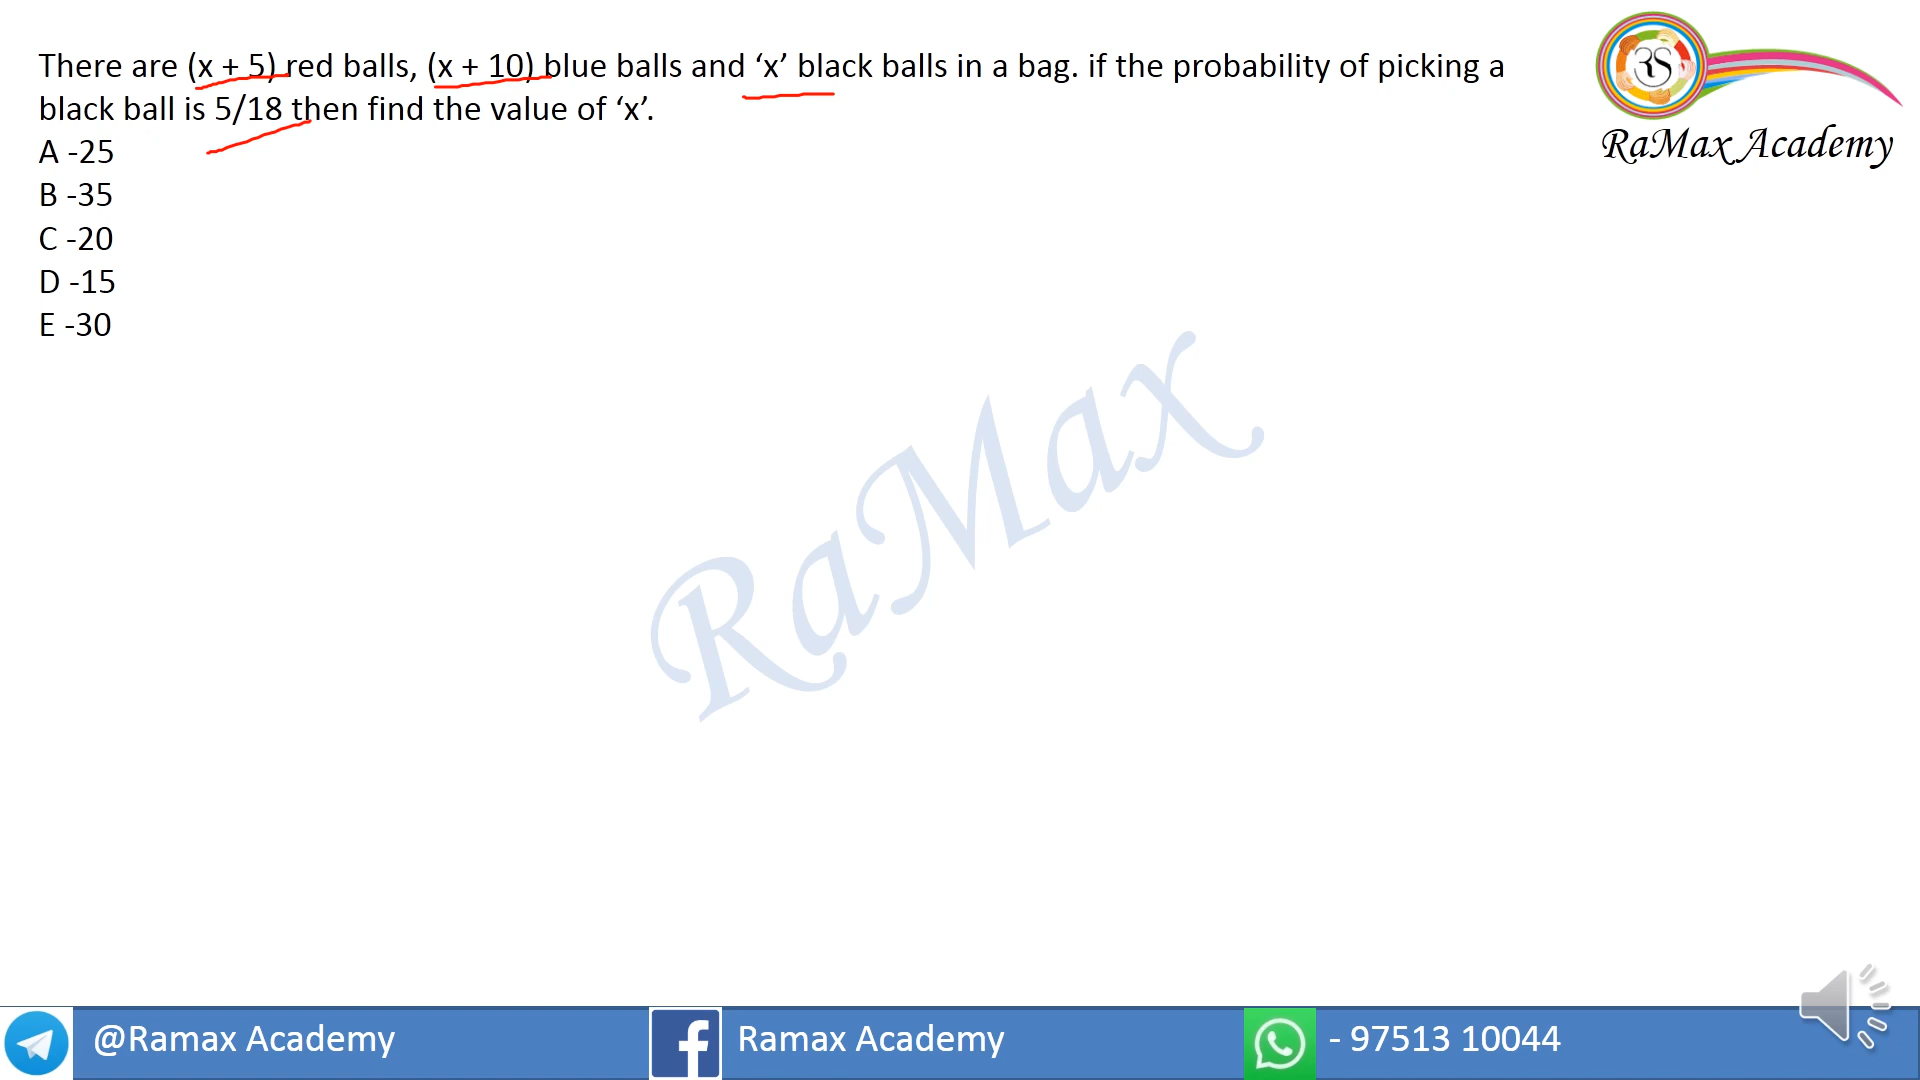 There are (x + 5) red balls, (x + 10) blue balls and ‘x’ black balls in a bag. if the probability of picking a
black ball is 5/18 then find the value of ‘x’.
A -25
B -35
C -20
D -15
E -30
RS
RaMax Academy
RaMax
@Ramax Academy
Ramax Academy
- 97513 10044